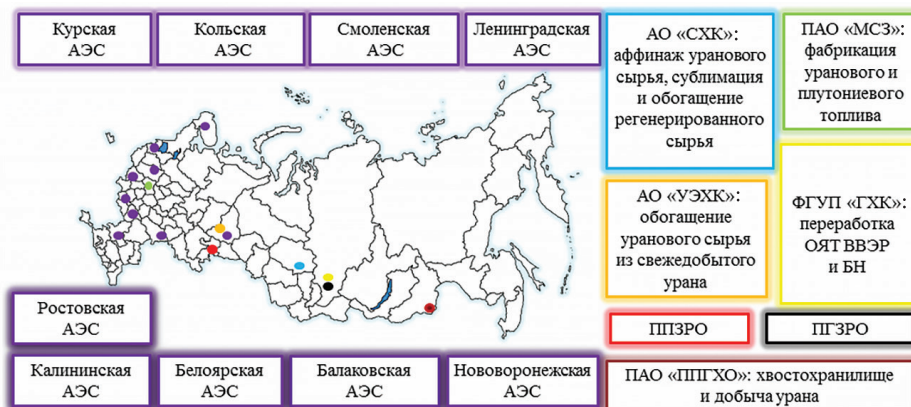 Курская
АЭС
Кольская
АЭС
Смоленская
АЭС
Ленинградская
АЭС
АО «СХК»:
аффинаж уранового
сырья, сублимация
и обогащение
регенерированного
сырья
ПАО «МСЗ»:
фабрикация
уранового и
плутониевого
топлива
АО «УЭХК»:
обогащение
уранового сырья
из свежедобытого
урана
ФГУП «ГХК»:
переработка
ОЯТ ВВЭР
и БН
Ростовская
АЭС
ППЗРО
ПГЗРО
Калининская
АЭС
Белоярская
АЭС
Балаковская
АЭС
Нововоронежская
АЭС
ПАО «ППГХО»: хвостохранилище
и добыча урана